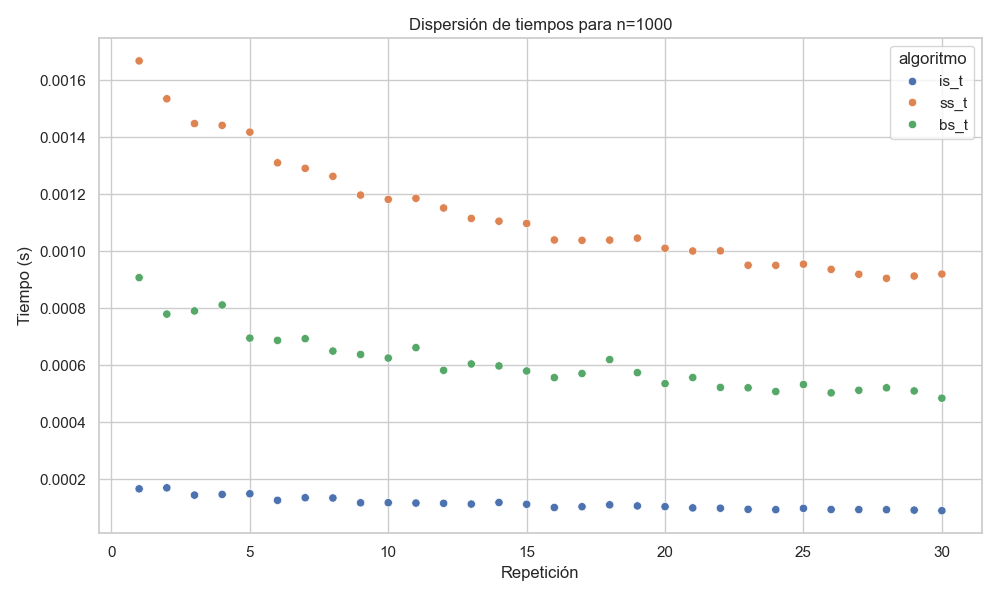 Dispersión de tiempos para n=1000
algoritmo
is_t
ss_t
bs_t
Tiempo (s)
0.0016
0.0014
0.0012
0.0010
0.0008
0.0006
0.0004
0.0002
0 5 10 15 20 25 30
Repetición